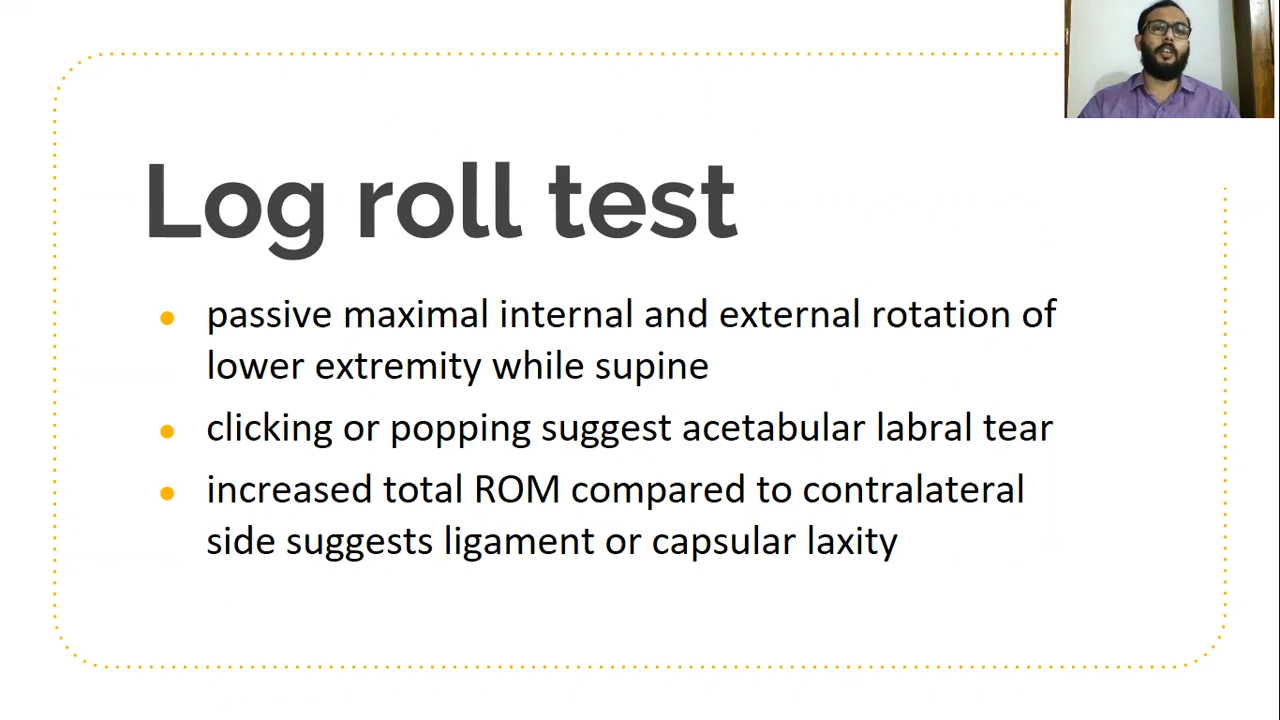 Log roll test
passive maximal internal and external rotation of
lower extremity while supine
clicking or popping suggest acetabular labral tear
increased total ROM compared to contralateral
side suggests ligament or capsular laxity